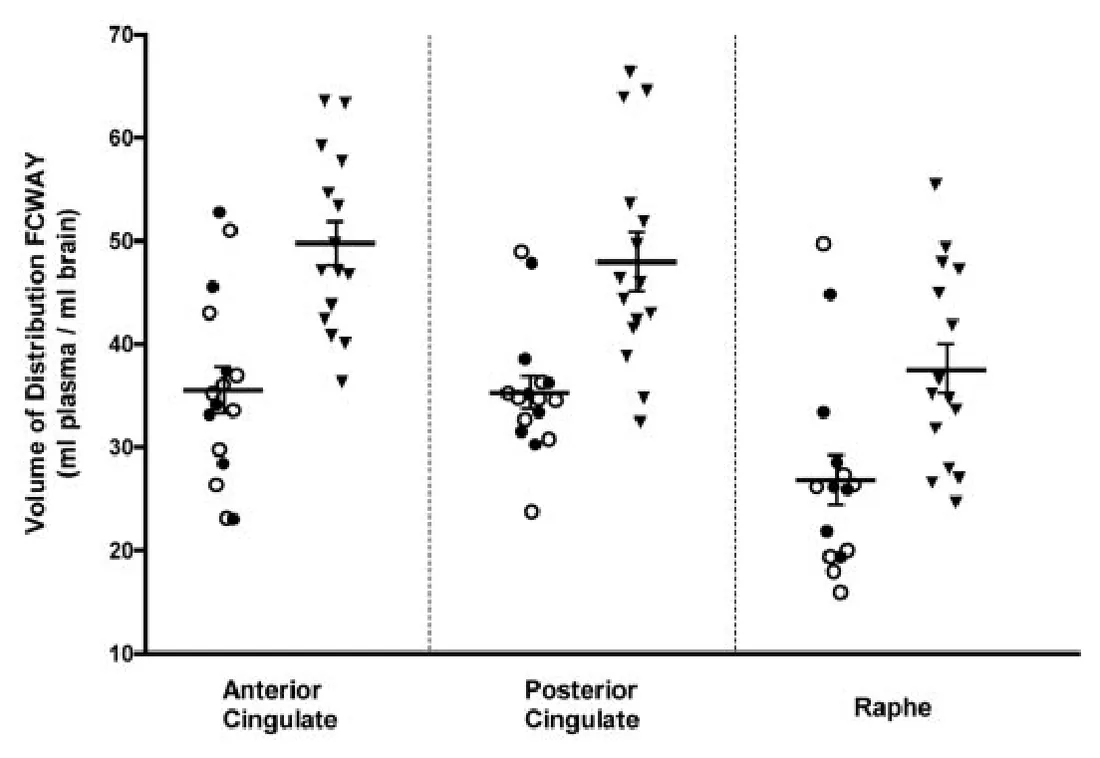 Volume of Distribution FCWAY
(ml plasma / ml brain)
70
60
50
40
30
20
10
Anterior
Cingulate
Posterior
Cingulate
Raphe